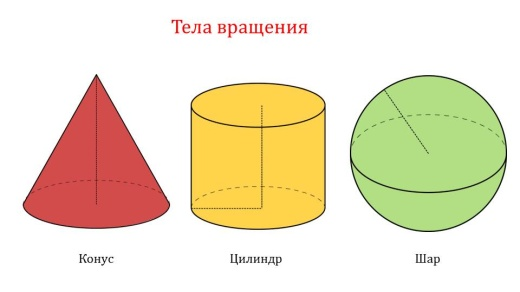 Тела вращения
Конус
Цилиндр
Шар